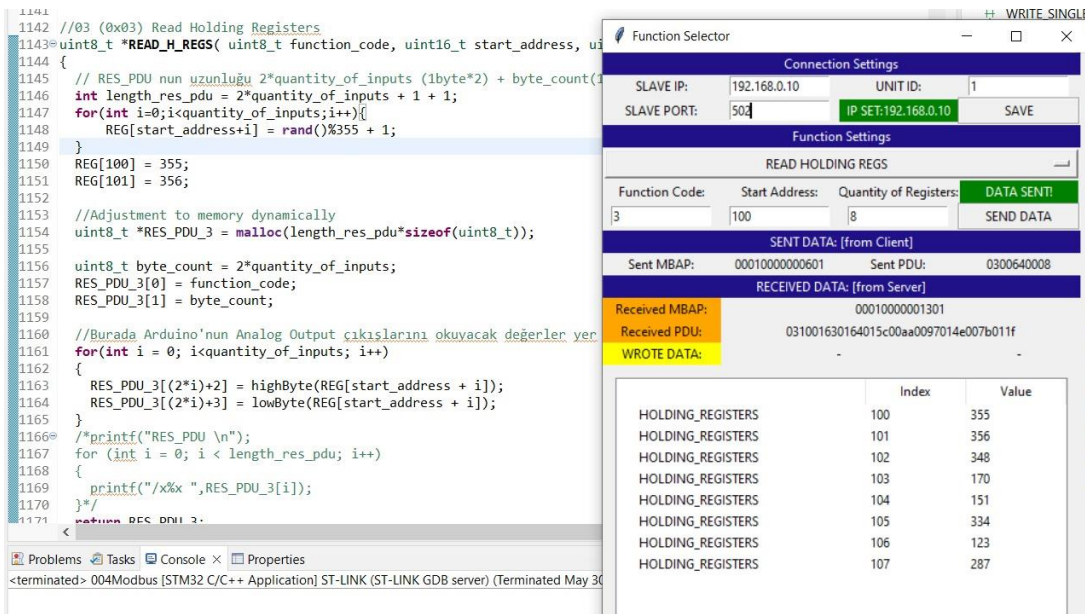 1141
1142 //03 (0x03) Read Holding Registers
1143 uint8_t *READ_H_REGS( uint8_t function_code, uint16_t start_address, ui
1144 {
1145 // RES_PDU nun uzunluğu 2*quantity_of_inputs (1byte*2) + byte_count(1
1146 int length_res_pdu = 2*quantity_of_inputs + 1 + 1;
1147 for(int i=0;i<quantity_of_inputs;i++){
1148 REG[start_address+i] = rand()%355 + 1;
1149 }
1150 REG[100] = 355;
1151 REG[101] = 356;
1152
1153 //Adjustment to memory dynamically
1154 uint8_t *RES_PDU_3 = malloc(length_res_pdu*sizeof(uint8_t));
1155
1156 uint8_t byte_count = 2*quantity_of_inputs;
1157 RES_PDU_3[0] = function_code;
1158 RES_PDU_3[1] = byte_count;
1159
1160 //Burada Arduino'nun Analog Output çıkışlarını okuyacak değerler yer
1161 for(int i = 0; i<quantity_of_inputs; i++)
1162 {
1163 RES_PDU_3[(2*i)+2] = highByte(REG[start_address + i]);
1164 RES_PDU_3[(2*i)+3] = lowByte(REG[start_address + i]);
1165 }
1166 /*printf("RES_PDU \n");
1167 for (int i = 0; i < length_res_pdu; i++)
1168 {
1169 printf("/x%x ",RES_PDU_3[i]);
1170 }*/
1171 return RES_PDU_3;
Problems Tasks Console Properties
<terminated> 004Modbus [STM32 C/C++ Application] ST-LINK (ST-LINK GDB server) (Terminated May 30
WRITE_SINGLE
Function Selector
Connection Settings
SLAVE IP: 192.168.0.10 UNIT ID: 1
SLAVE PORT: 502 IP SET:192.168.0.10 SAVE
Function Settings
READ HOLDING REGS
Function Code: Start Address: Quantity of Registers: DATA SENT!
3 100 8 SEND DATA
SENT DATA: [from Client]
Sent MBAP: 00010000000601 Sent PDU: 0300640008
RECEIVED DATA: [from Server]
Received MBAP: 00010000001301
Received PDU: 031001630164015c00aa0097014e007b011f
WROTE DATA: - -
Index Value
HOLDING_REGISTERS 100 355
HOLDING_REGISTERS 101 356
HOLDING_REGISTERS 102 348
HOLDING_REGISTERS 103 170
HOLDING_REGISTERS 104 151
HOLDING_REGISTERS 105 334
HOLDING_REGISTERS 106 123
HOLDING_REGISTERS 107 287